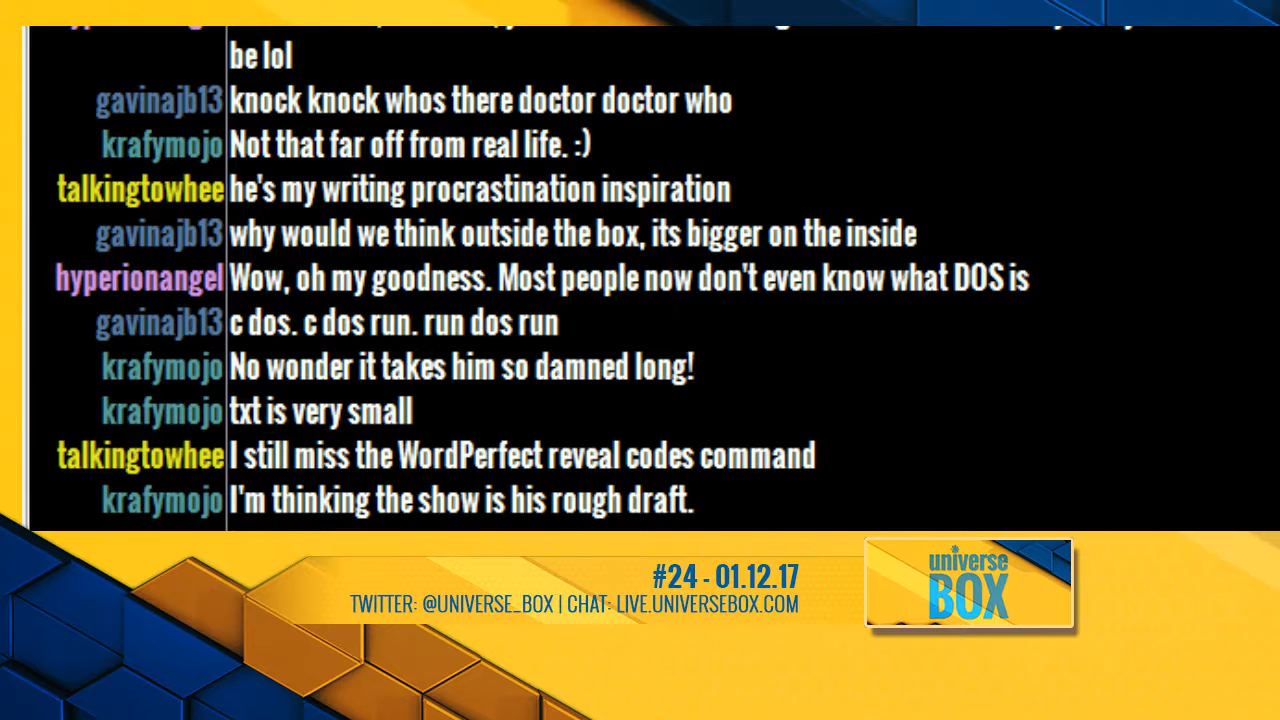 be lol
gavinajb13 knock knock whos there doctor doctor who
krafymojo Not that far off from real life. :)
talkingtowhee he's my writing procrastination inspiration
gavinajb13 why would we think outside the box, its bigger on the inside
hyperionangel Wow, oh my goodness. Most people now don't even know what DOS is
gavinajb13 c dos. c dos run. run dos run
krafymojo No wonder it takes him so damned long!
krafymojo txt is very small
talkingtowhee I still miss the WordPerfect reveal codes command
krafymojo I'm thinking the show is his rough draft.
#24 - 01.12.17
TWITTER: @UNIVERSE_BOX | CHAT: LIVE.UNIVERSEBOX.COM
universe
BOX